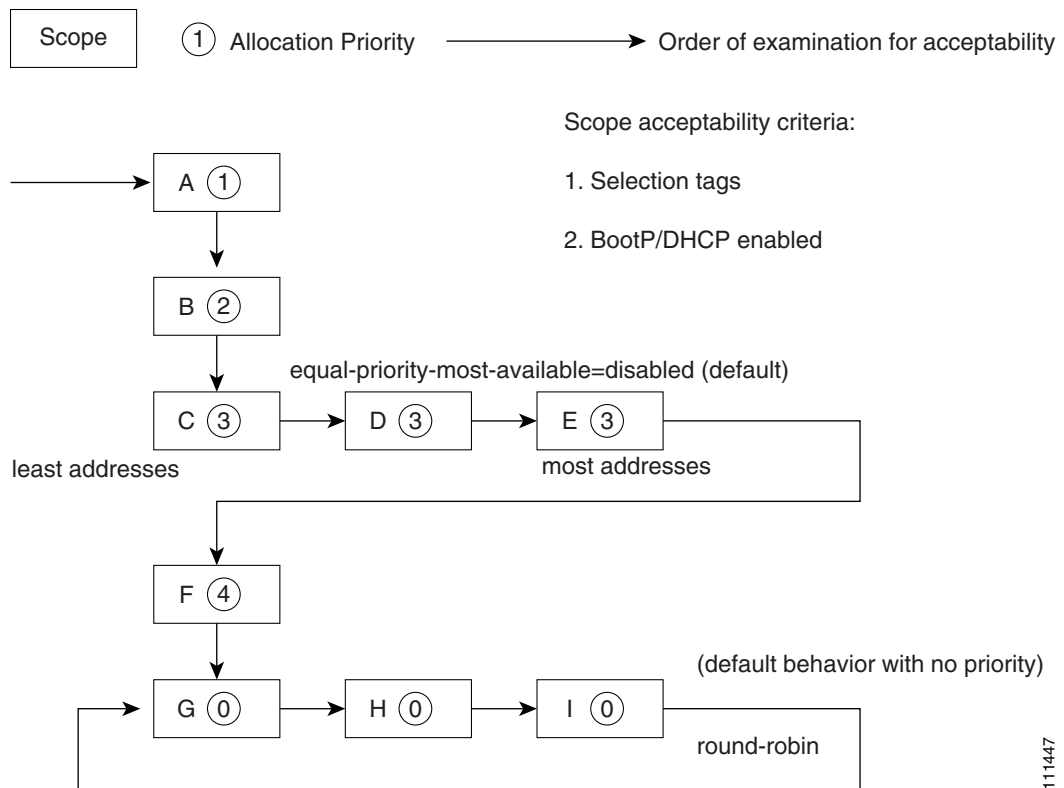 Scope
1 Allocation Priority
Order of examination for acceptability
Scope acceptability criteria:
1. Selection tags
2. BootP/DHCP enabled
A 1
B 2
equal-priority-most-available=disabled (default)
C 3
D 3
E 3
least addresses
most addresses
F 4
(default behavior with no priority)
G 0
H 0
I 0
round-robin
111447